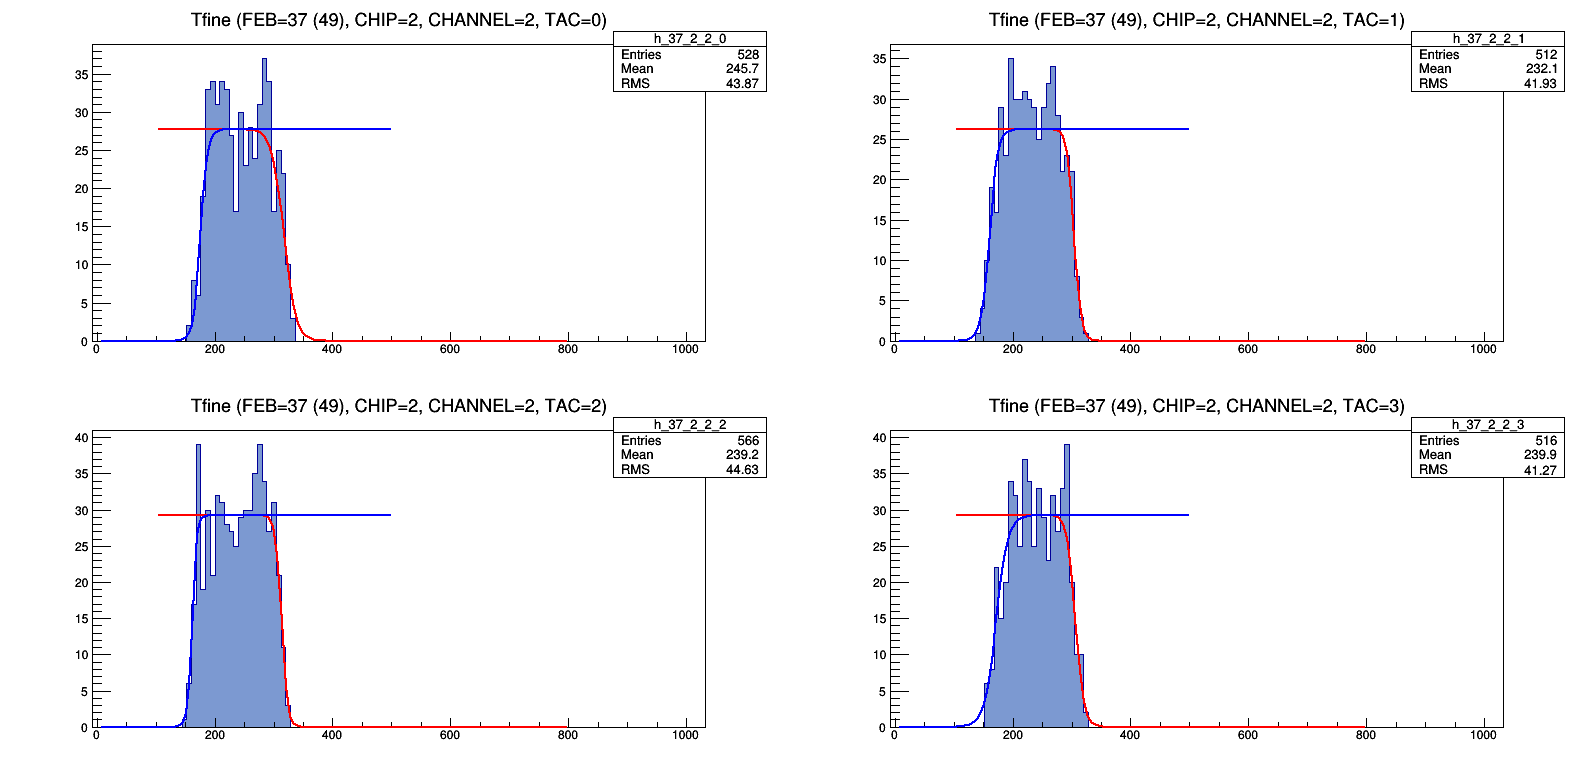 Tfine (FEB=37 (49), CHIP=2, CHANNEL=2, TAC=0)
h_37_2_2_0
Entries 528
Mean 245.7
RMS 43.87
35
30
25
20
15
10
5
0
0 200 400 600 800 1000
Tfine (FEB=37 (49), CHIP=2, CHANNEL=2, TAC=1)
h_37_2_2_1
Entries 512
Mean 232.1
RMS 41.93
35
30
25
20
15
10
5
0
0 200 400 600 800 1000
Tfine (FEB=37 (49), CHIP=2, CHANNEL=2, TAC=2)
h_37_2_2_2
Entries 566
Mean 239.2
RMS 44.63
40
35
30
25
20
15
10
5
0
0 200 400 600 800 1000
Tfine (FEB=37 (49), CHIP=2, CHANNEL=2, TAC=3)
h_37_2_2_3
Entries 516
Mean 239.9
RMS 41.27
40
35
30
25
20
15
10
5
0
0 200 400 600 800 1000